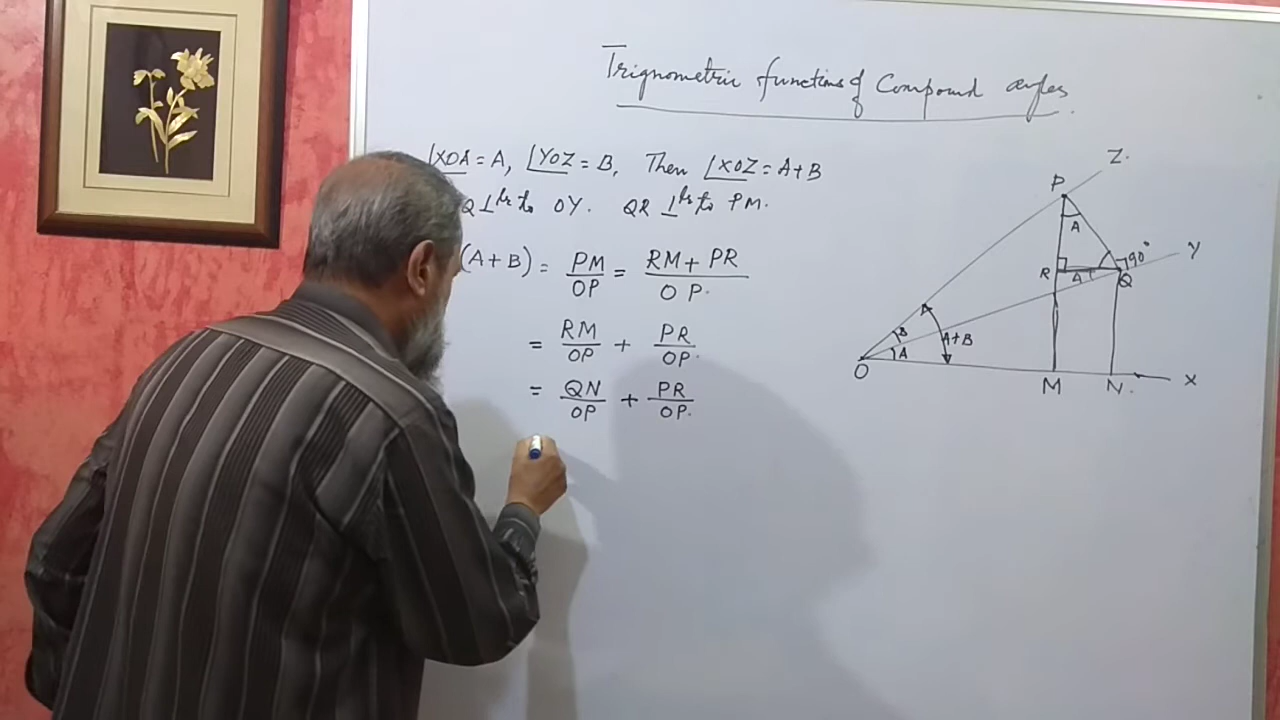 Trignometric functions of Compound angles
∠XOA = A, ∠YOZ = B, Then ∠XOZ = A+B
Q ⊥lr to OY. QR ⊥lr to PM.
(A+B) = PM/OP = RM + PR/OP.
= RM/OP + PR/OP.
= QN/OP + PR/OP.
Z.
P
A
90°
Y
R
A
Q
B
A
A+B
O
M
N.
X